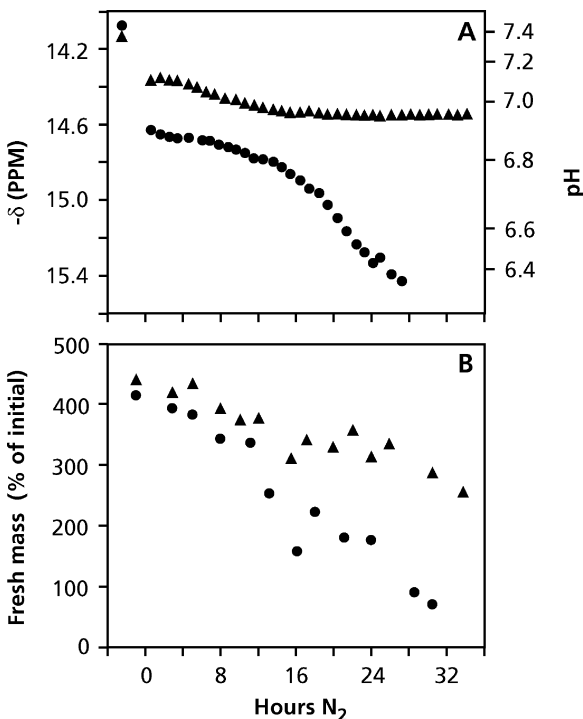 A
14.2
14.6
15.0
15.4
-δ (PPM)
7.4
7.2
7.0
6.8
6.6
6.4
pH
B
500
400
300
200
100
0
Fresh mass (% of initial)
0 8 16 24 32
Hours N₂